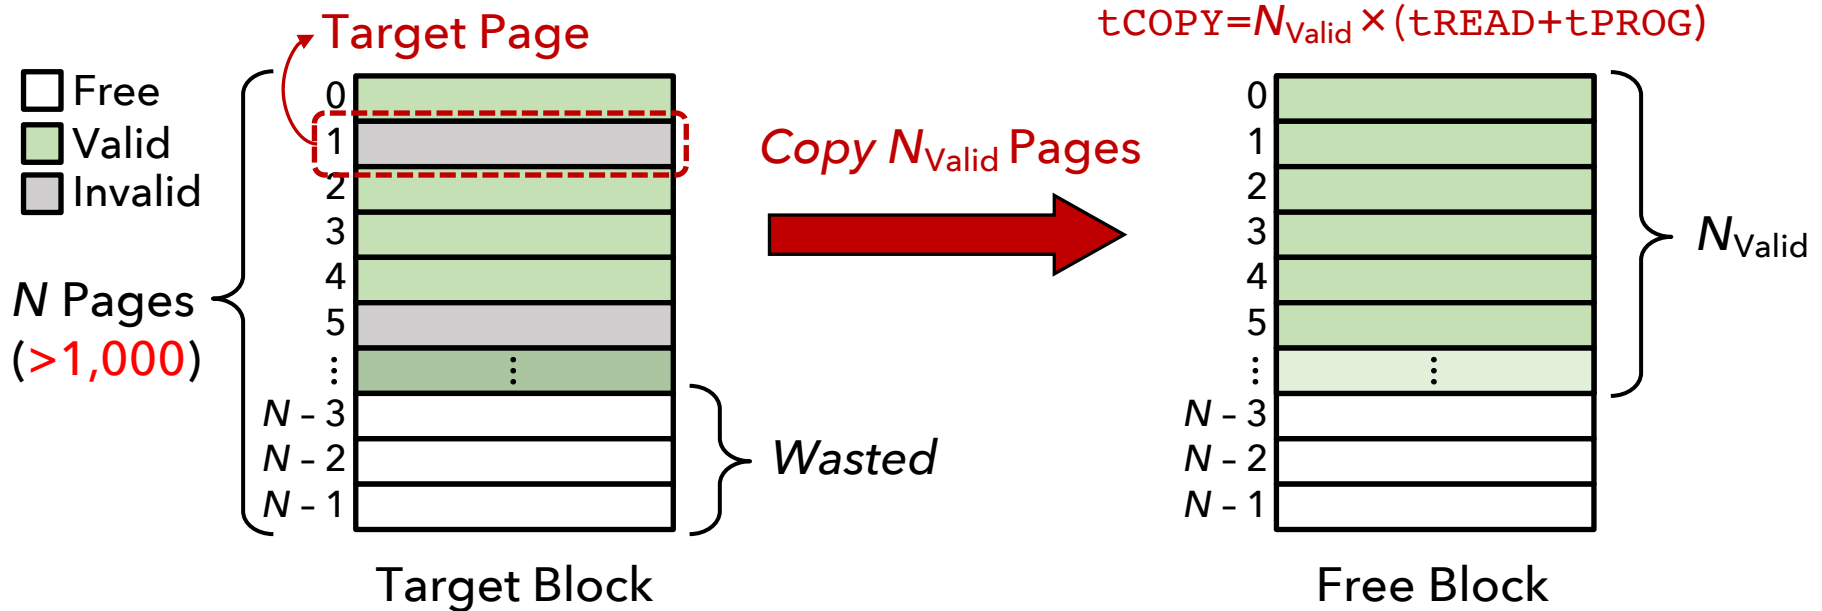 Target Page
tCOPY=NValid×(tREAD+tPROG)
Free
Valid
Invalid
N Pages
(>1,000)
0
1
2
3
4
5
⋮
N – 3
N – 2
N – 1
⋮
Wasted
Target Block
Copy NValid Pages
0
1
2
3
4
5
⋮
N – 3
N – 2
N – 1
⋮
NValid
Free Block